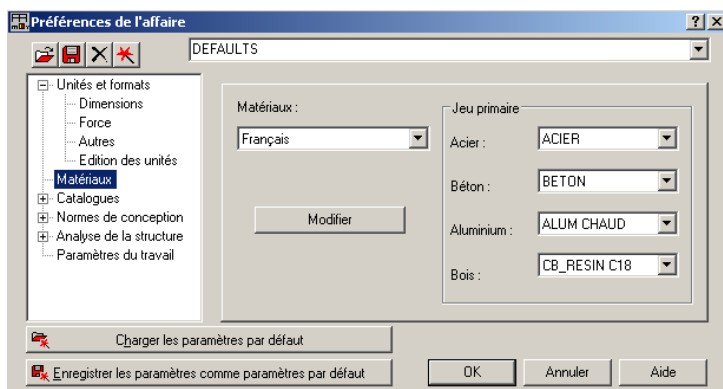 Préférences de l'affaire
DEFAULTS
Unités et formats
Dimensions
Force
Autres
Edition des unités
Matériaux
Catalogues
Normes de conception
Analyse de la structure
Paramètres du travail
Matériaux :
Français
Modifier
Jeu primaire
Acier : ACIER
Béton : BETON
Aluminium : ALUM CHAUD
Bois : CB_RESIN C18
Charger les paramètres par défaut
Enregistrer les paramètres comme paramètres par défaut
OK Annuler Aide